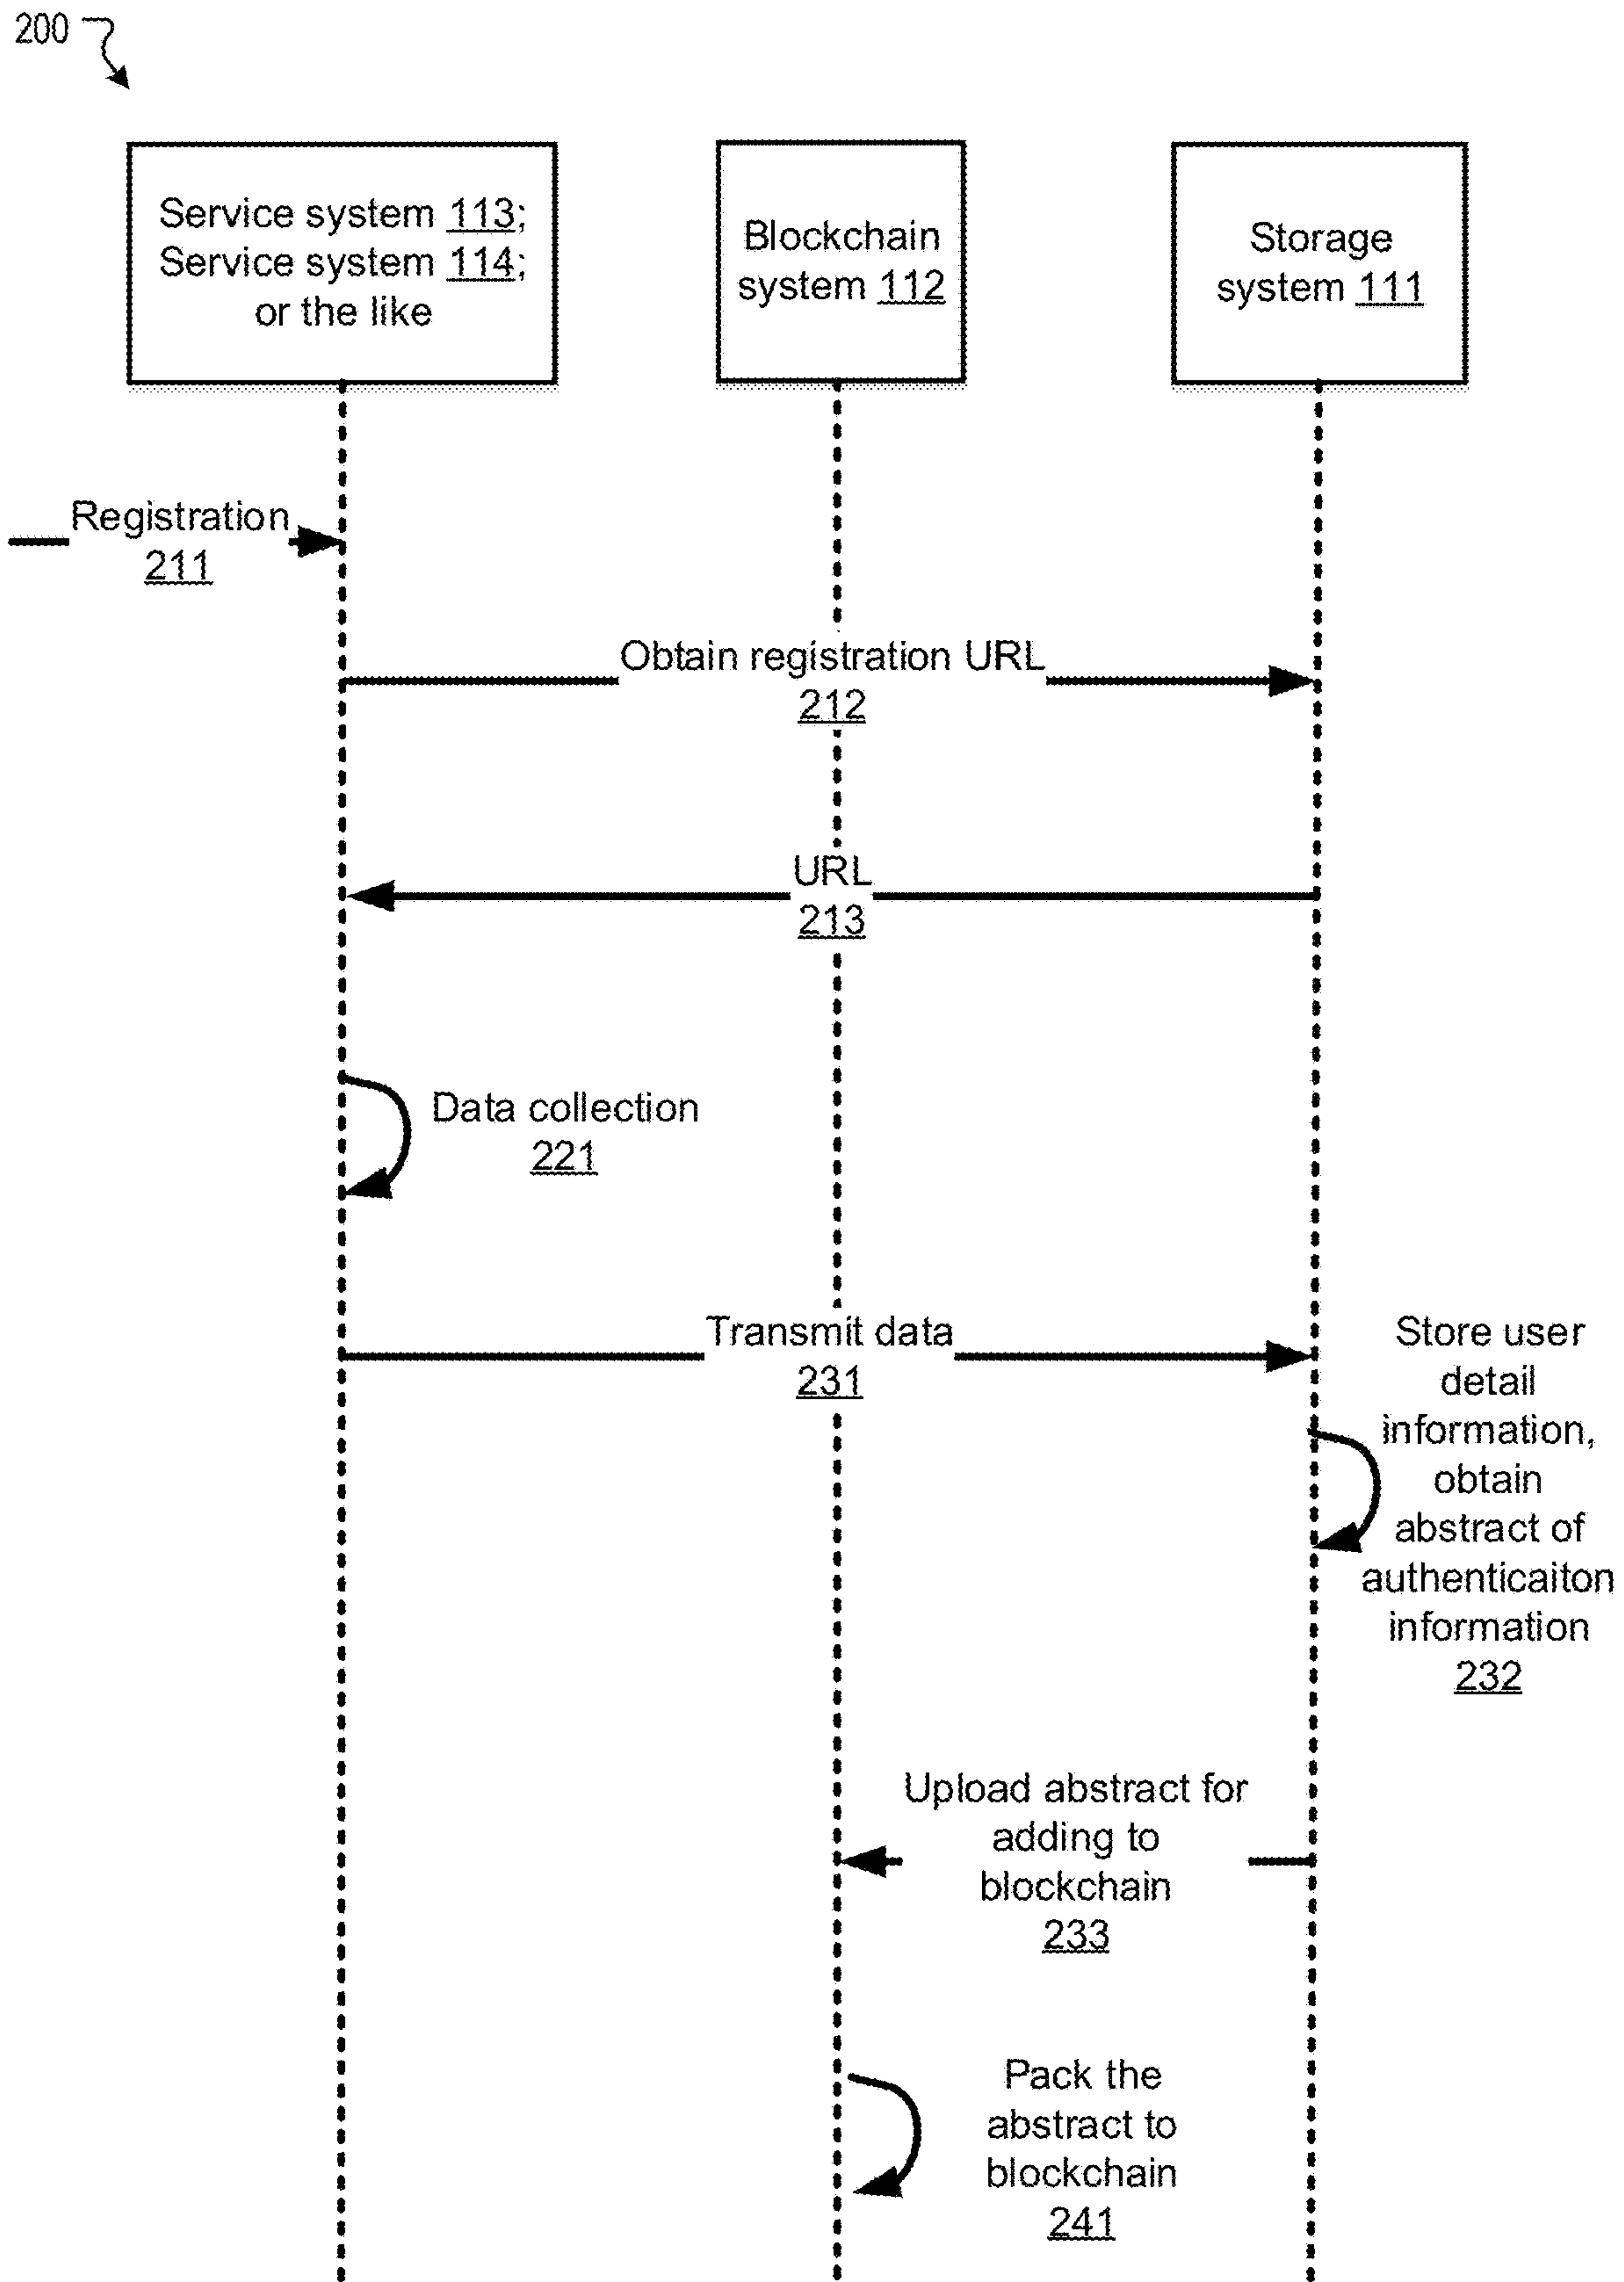 200
Service system 113;
Service system 114;
or the like
Blockchain
system 112
Storage
system 111
Registration
211
Obtain registration URL
212
URL
213
Data collection
221
Transmit data
231
Store user
detail
information,
obtain
abstract of
authenticaiton
information
232
Upload abstract for
adding to
blockchain
233
Pack the
abstract to
blockchain
241